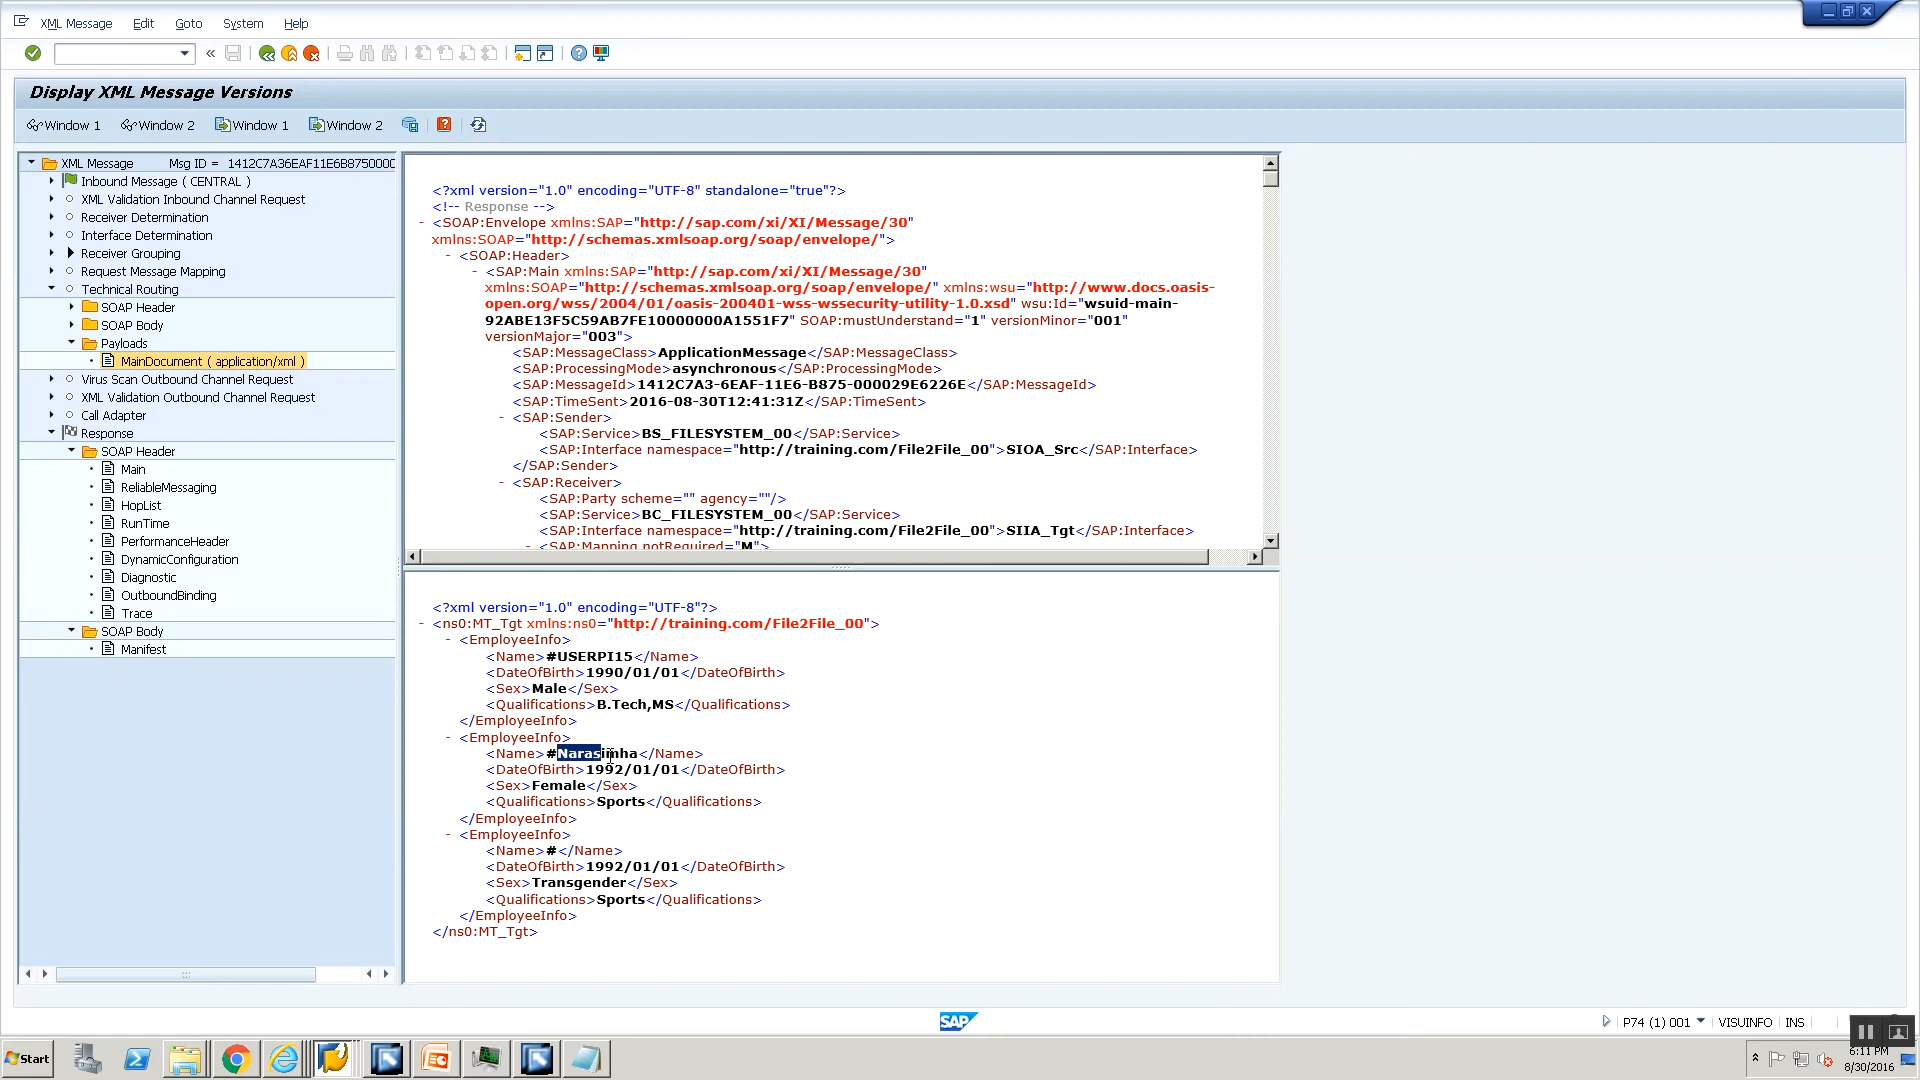 XML Message Edit Goto System Help
Display XML Message Versions
Window 1 Window 2 Window 1 Window 2
XML Message Msg ID = 1412C7A36EAF11E6B875000C
Inbound Message ( CENTRAL )
XML Validation Inbound Channel Request
Receiver Determination
Interface Determination
Receiver Grouping
Request Message Mapping
Technical Routing
SOAP Header
SOAP Body
Payloads
MainDocument ( application/xml )
Virus Scan Outbound Channel Request
XML Validation Outbound Channel Request
Call Adapter
Response
SOAP Header
Main
ReliableMessaging
HopList
RunTime
PerformanceHeader
DynamicConfiguration
Diagnostic
OutboundBinding
Trace
SOAP Body
Manifest
<?xml version="1.0" encoding="UTF-8" standalone="true"?>
<!-- Response -->
- <SOAP:Envelope xmlns:SAP="http://sap.com/xi/XI/Message/30"
xmlns:SOAP="http://schemas.xmlsoap.org/soap/envelope/">
- <SOAP:Header>
- <SAP:Main xmlns:SAP="http://sap.com/xi/XI/Message/30"
xmlns:SOAP="http://schemas.xmlsoap.org/soap/envelope/" xmlns:wsu="http://www.docs.oasis-
open.org/wss/2004/01/oasis-200401-wss-wssecurity-utility-1.0.xsd" wsu:Id="wsuid-main-
92ABE13F5C59AB7FE10000000A1551F7" SOAP:mustUnderstand="1" versionMinor="001"
versionMajor="003">
<SAP:MessageClass>ApplicationMessage</SAP:MessageClass>
<SAP:ProcessingMode>asynchronous</SAP:ProcessingMode>
<SAP:MessageId>1412C7A3-6EAF-11E6-B875-000029E6226E</SAP:MessageId>
<SAP:TimeSent>2016-08-30T12:41:31Z</SAP:TimeSent>
- <SAP:Sender>
<SAP:Service>BS_FILESYSTEM_00</SAP:Service>
<SAP:Interface namespace="http://training.com/File2File_00">SIOA_Src</SAP:Interface>
</SAP:Sender>
- <SAP:Receiver>
<SAP:Party scheme="" agency=""/>
<SAP:Service>BC_FILESYSTEM_00</SAP:Service>
<SAP:Interface namespace="http://training.com/File2File_00">SIIA_Tgt</SAP:Interface>
- <SAP:Mapping notRequired="M">
<?xml version="1.0" encoding="UTF-8"?>
- <ns0:MT_Tgt xmlns:ns0="http://training.com/File2File_00">
- <EmployeeInfo>
<Name>#USERPI15</Name>
<DateOfBirth>1990/01/01</DateOfBirth>
<Sex>Male</Sex>
<Qualifications>B.Tech,MS</Qualifications>
</EmployeeInfo>
- <EmployeeInfo>
<Name>#Narasimha</Name>
<DateOfBirth>1992/01/01</DateOfBirth>
<Sex>Female</Sex>
<Qualifications>Sports</Qualifications>
</EmployeeInfo>
- <EmployeeInfo>
<Name>#</Name>
<DateOfBirth>1992/01/01</DateOfBirth>
<Sex>Transgender</Sex>
<Qualifications>Sports</Qualifications>
</EmployeeInfo>
</ns0:MT_Tgt>
SAP
P74 (1) 001 VISUINFO INS
Start
6:11 PM
8/30/2016